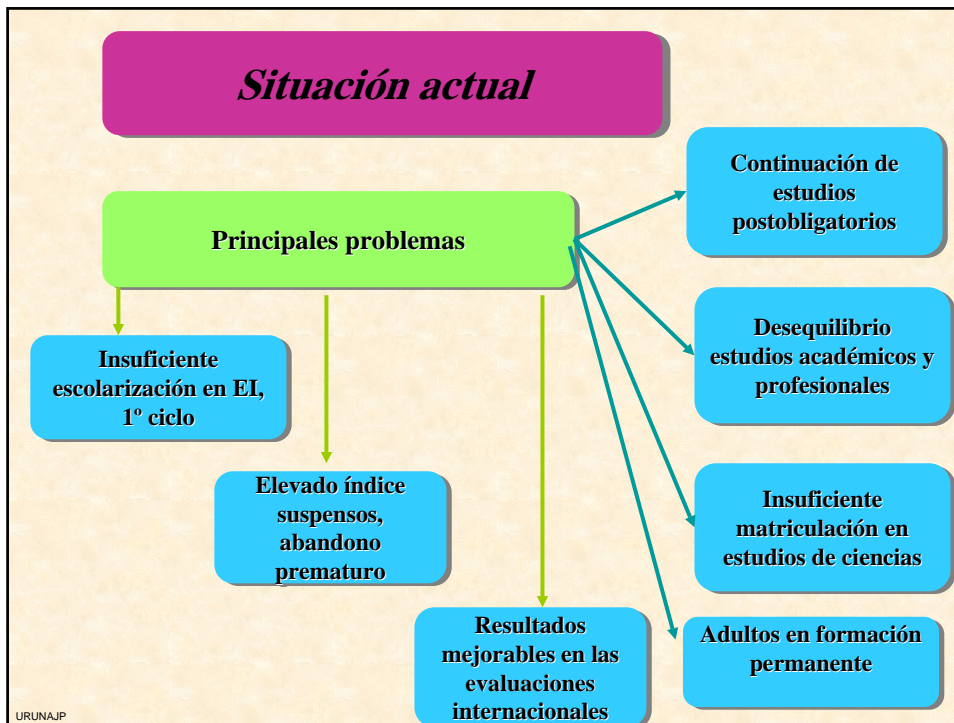 Situación actual
Principales problemas
Insuficiente
escolarización en EI,
1º ciclo
Elevado índice
suspensos,
abandono
prematuro
Resultados
mejorables en las
evaluaciones
internacionales
Continuación de
estudios
postobligatorios
Desequilibrio
estudios académicos y
profesionales
Insuficiente
matriculación en
estudios de ciencias
Adultos en formación
permanente
URUNAJP